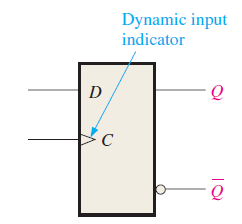 Dynamic input
indicator
D
Q
C
Q̅